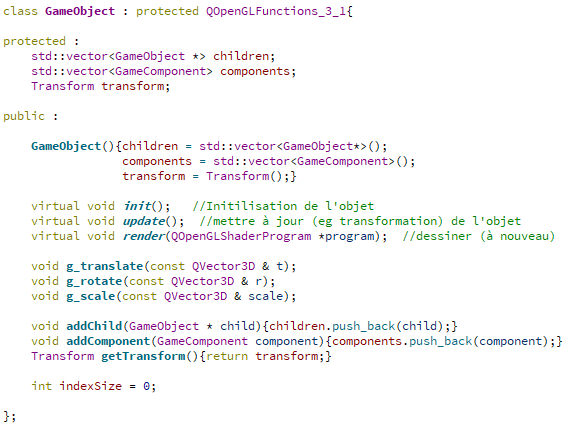 class GameObject : protected QOpenGLFunctions_3_1{
protected :
    std::vector<GameObject *> children;
    std::vector<GameComponent> components;
    Transform transform;
public :
    GameObject(){children = std::vector<GameObject*>();
                 components = std::vector<GameComponent>();
                 transform = Transform();}
    virtual void init();   //Initilisation de l'objet
    virtual void update();  //mettre à jour (eg transformation) de l'objet
    virtual void render(QOpenGLShaderProgram *program);  //dessiner (à nouveau)
    void g_translate(const QVector3D & t);
    void g_rotate(const QVector3D & r);
    void g_scale(const QVector3D & scale);
    void addChild(GameObject * child){children.push_back(child);}
    void addComponent(GameComponent component){components.push_back(component);}
    Transform getTransform(){return transform;}
    int indexSize = 0;
};